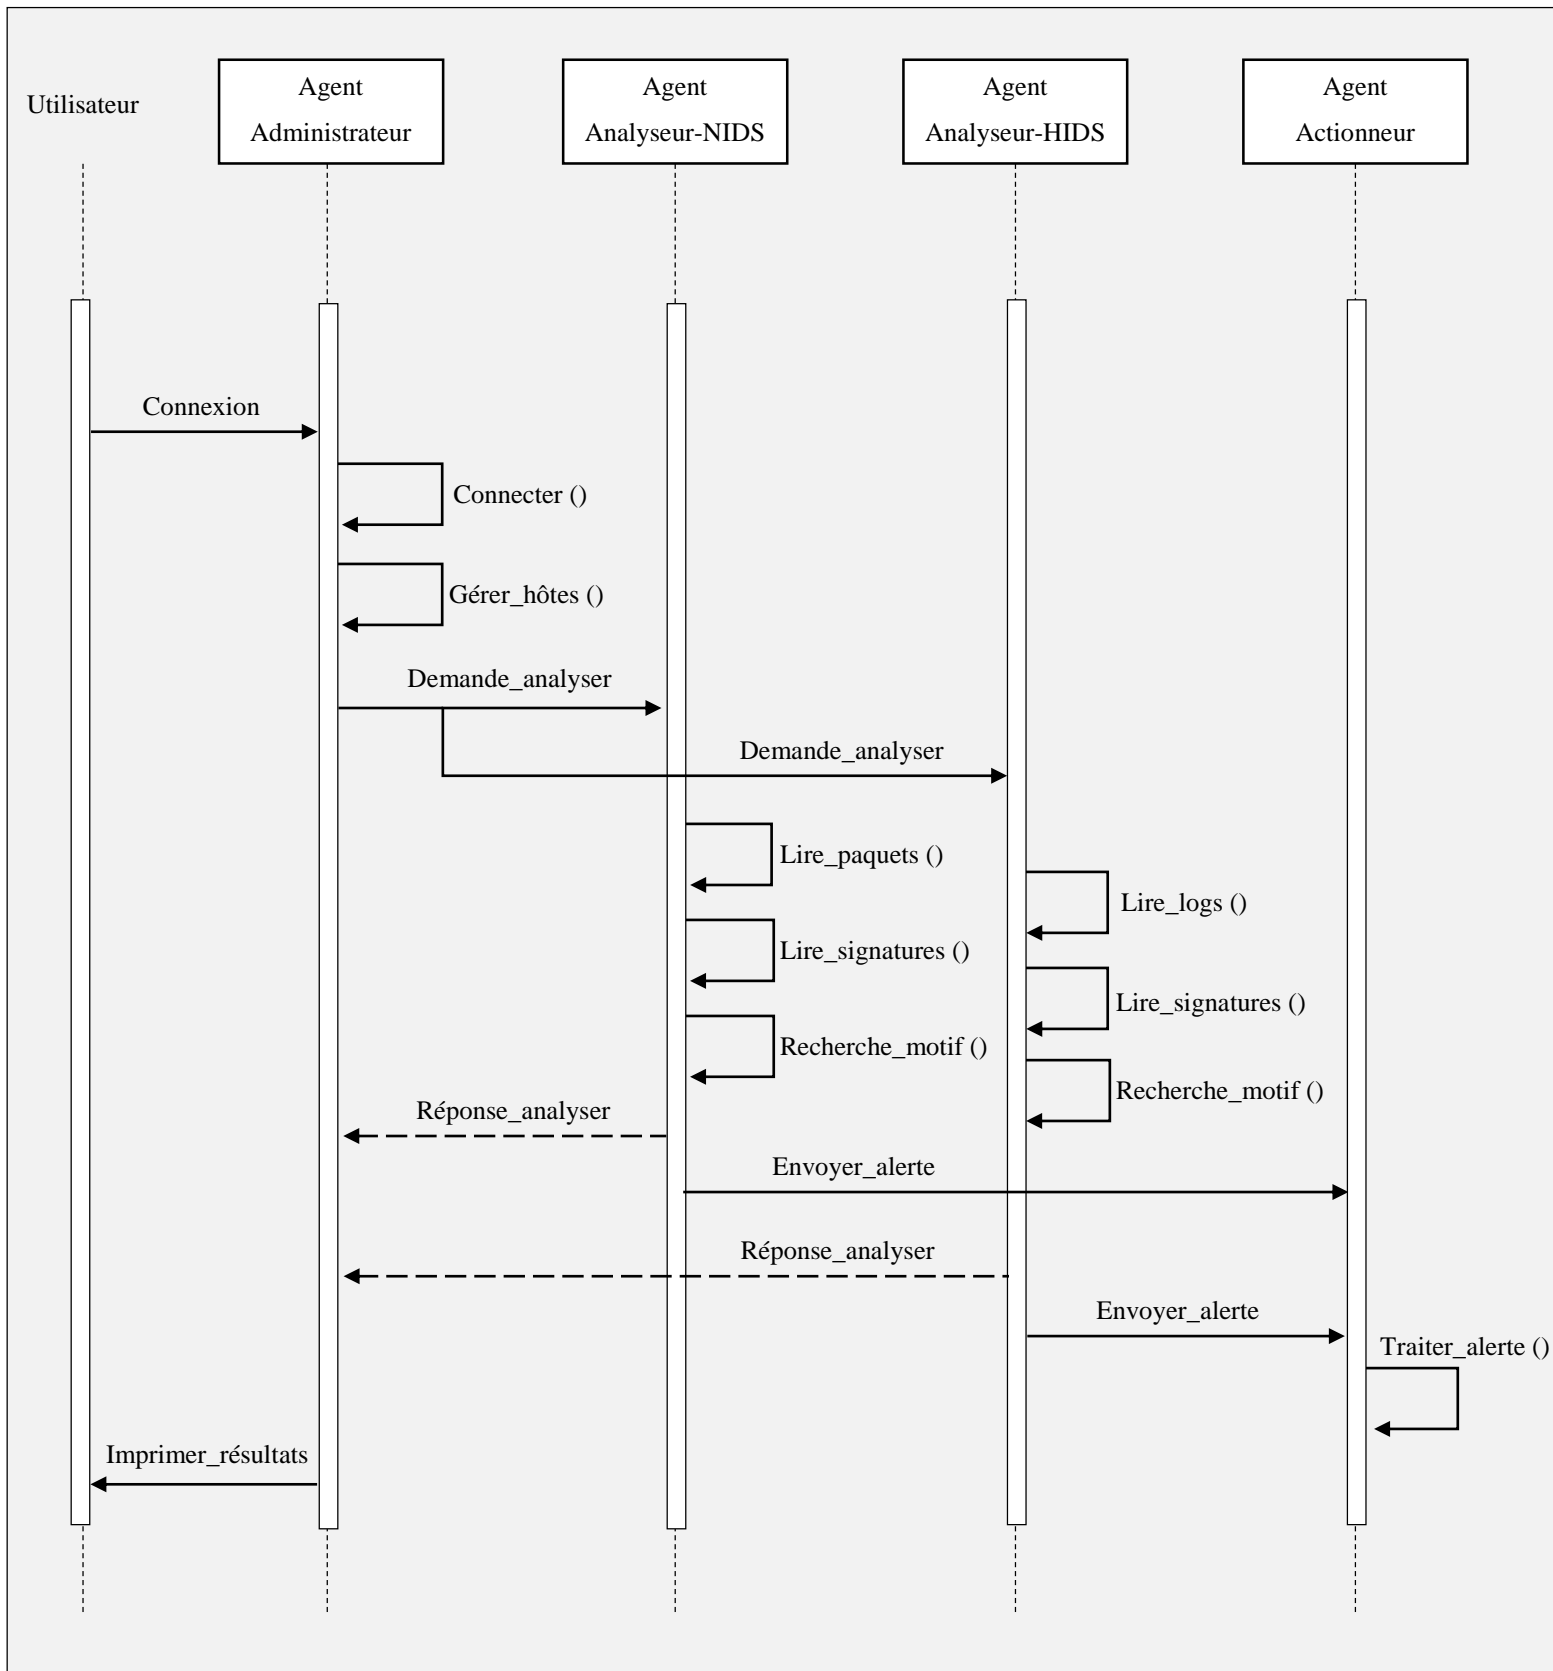 Utilisateur
Agent
Administrateur
Agent
Analyseur-NIDS
Agent
Analyseur-HIDS
Agent
Actionneur
Connexion
Connecter ()
Gérer_hôtes ()
Demande_analyser
Demande_analyser
Lire_paquets ()
Lire_logs ()
Lire_signatures ()
Lire_signatures ()
Recherche_motif ()
Recherche_motif ()
Réponse_analyser
Envoyer_alerte
Réponse_analyser
Envoyer_alerte
Traiter_alerte ()
Imprimer_résultats